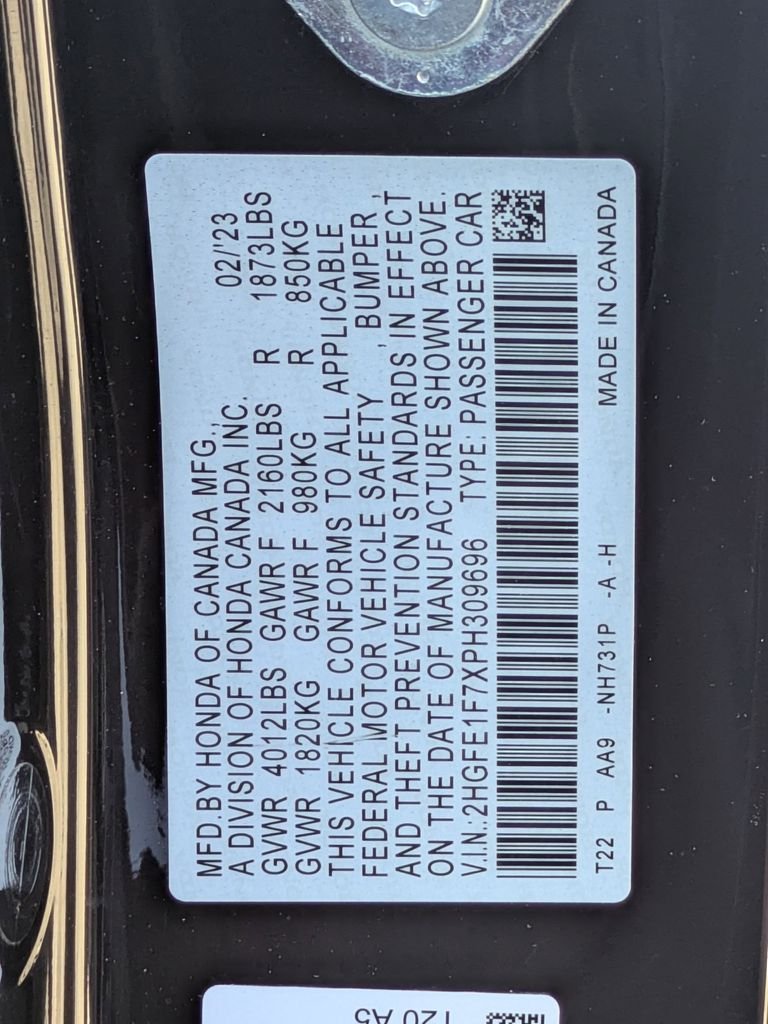 MFD.BY HONDA OF CANADA MFG.,
A DIVISION OF HONDA CANADA INC. 02/'23
GVWR 4012LBS GAWR F 2160LBS R 1873LBS
GVWR 1820KG GAWR F 980KG R 850KG
THIS VEHICLE CONFORMS TO ALL APPLICABLE
FEDERAL MOTOR VEHICLE SAFETY , BUMPER ,
AND THEFT PREVENTION STANDARDS IN EFFECT
ON THE DATE OF MANUFACTURE SHOWN ABOVE.
V.I.N.:2HGFE1F7XPH309696 TYPE: PASSENGER CAR
T22 P AA9 -NH731P -A -H MADE IN CANADA
T20 A5